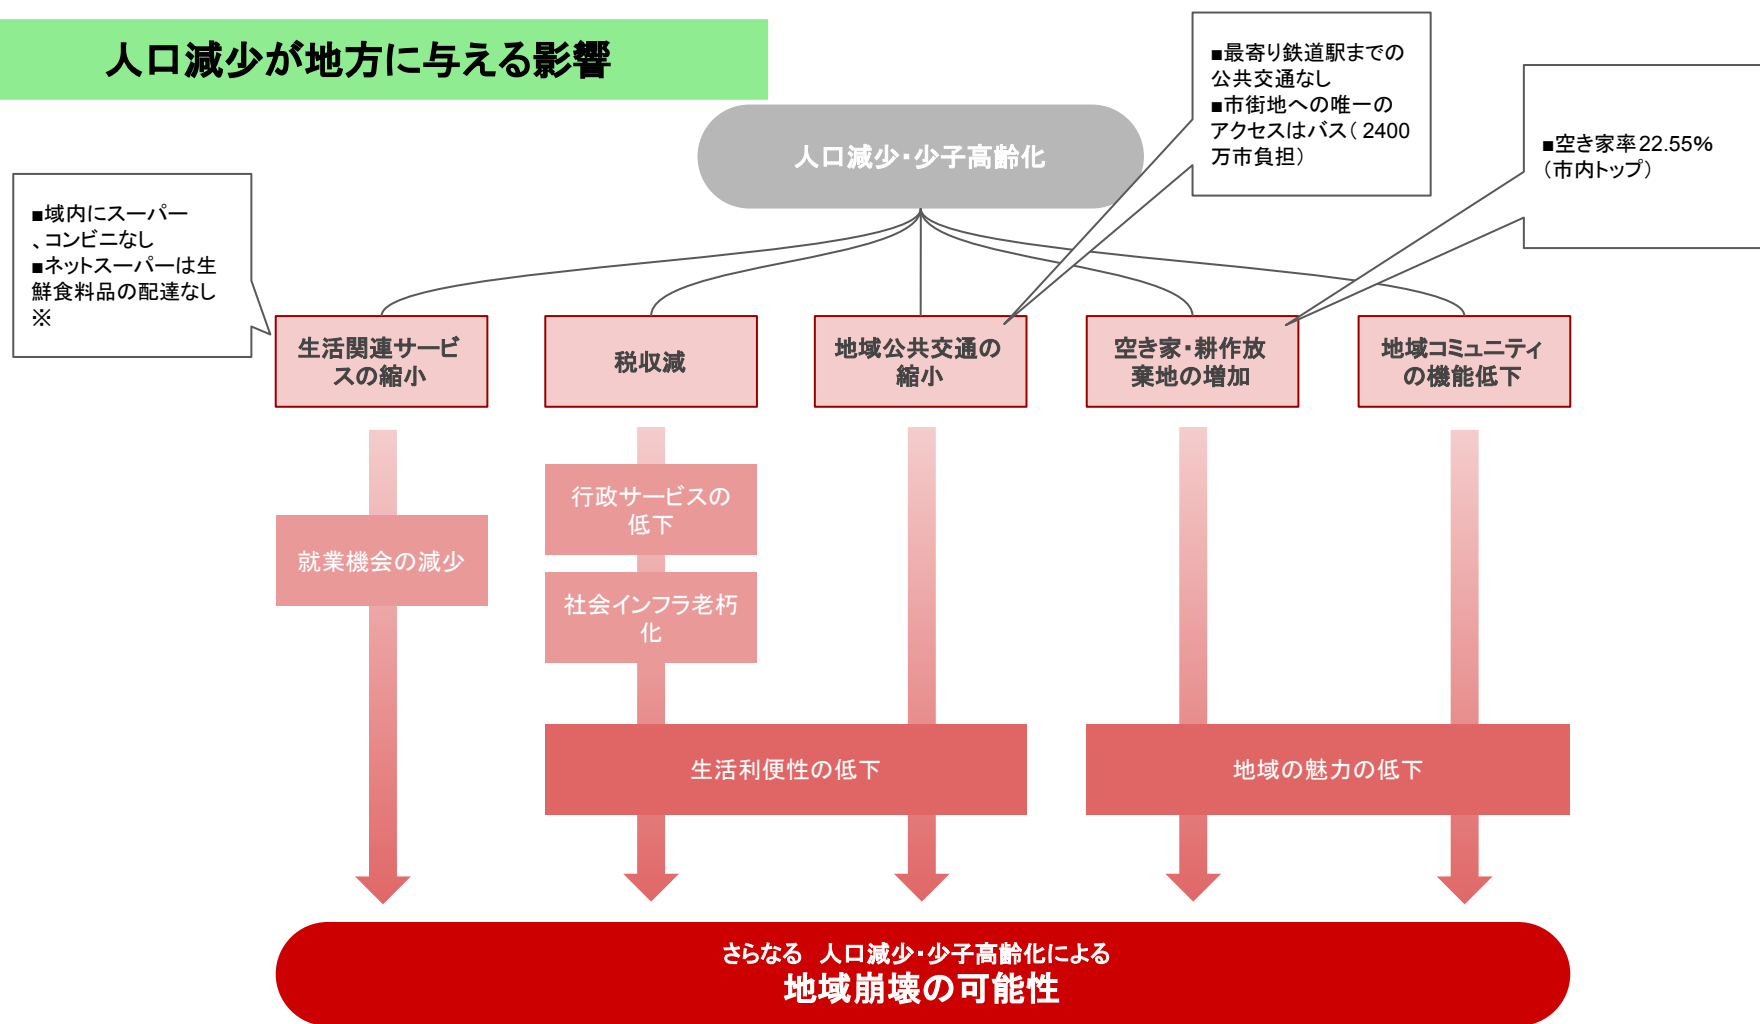 人口減少が地方に与える影響
■最寄り鉄道駅までの
公共交通なし
■市街地への唯一の
アクセスはバス（2400
万市負担）
■空き家率22.55%
（市内トップ）
人口減少・少子高齢化
■域内にスーパー
、コンビニなし
■ネットスーパーは生
鮮食料品の配達なし
※
生活関連サービ
スの縮小
税収減
地域公共交通の
縮小
空き家・耕作放
棄地の増加
地域コミュニティ
の機能低下
就業機会の減少
行政サービスの
低下
社会インフラ老朽
化
生活利便性の低下
地域の魅力の低下
さらなる　人口減少・少子高齢化による
地域崩壊の可能性